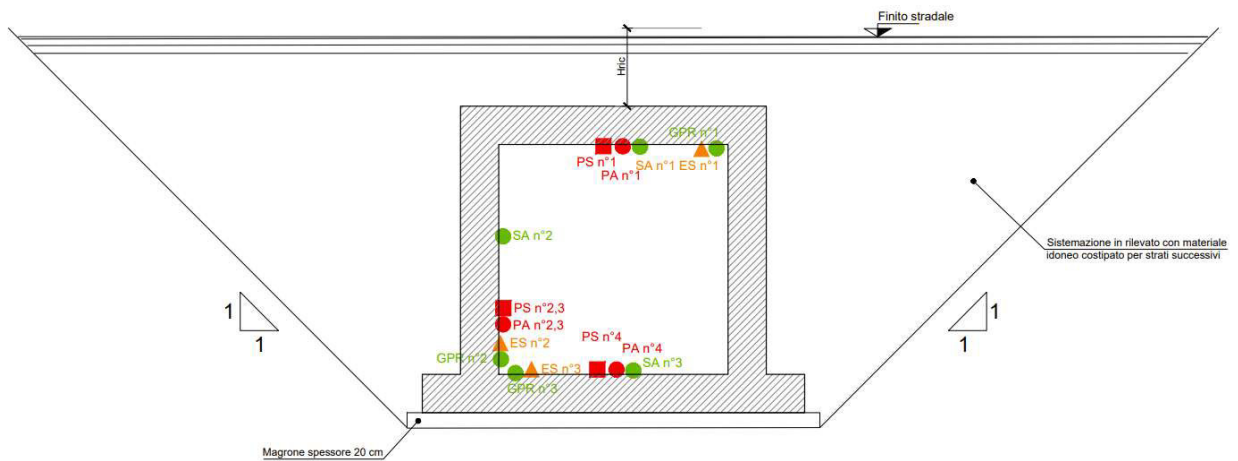 Finito stradale
Hric
GPR n°1
PS n°1
SA n°1
ES n°1
PA n°1
SA n°2
Sistemazione in rilevato con materiale
idoneo costipato per strati successivi
1
1
1
1
PS n°2,3
PA n°2,3
PS n°4
ES n°2
PA n°4
GPR n°2
ES n°3
SA n°3
GPR n°3
Magrone spessore 20 cm